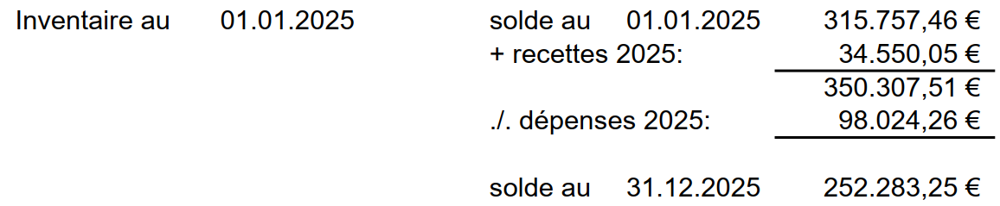 Inventaire au 01.01.2025 solde au 01.01.2025 315.757,46 €
+ recettes 2025: 34.550,05 €
350.307,51 €
./. dépenses 2025: 98.024,26 €
solde au 31.12.2025 252.283,25 €